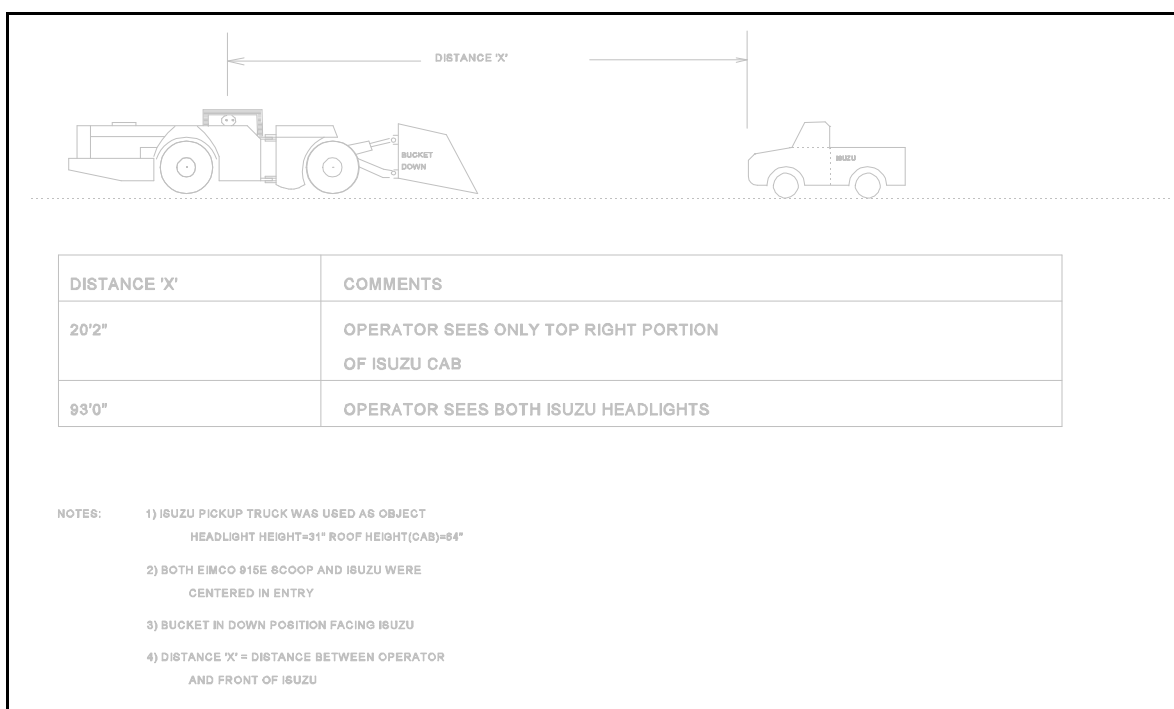 DISTANCE 'X'
BUCKET
DOWN
ISUZU
DISTANCE 'X' COMMENTS
20'2" OPERATOR SEES ONLY TOP RIGHT PORTION
OF ISUZU CAB
93'0" OPERATOR SEES BOTH ISUZU HEADLIGHTS
NOTES: 1) ISUZU PICKUP TRUCK WAS USED AS OBJECT
HEADLIGHT HEIGHT=31" ROOF HEIGHT(CAB)=64"
2) BOTH EIMCO 915E SCOOP AND ISUZU WERE
CENTERED IN ENTRY
3) BUCKET IN DOWN POSITION FACING ISUZU
4) DISTANCE 'X' = DISTANCE BETWEEN OPERATOR
AND FRONT OF ISUZU